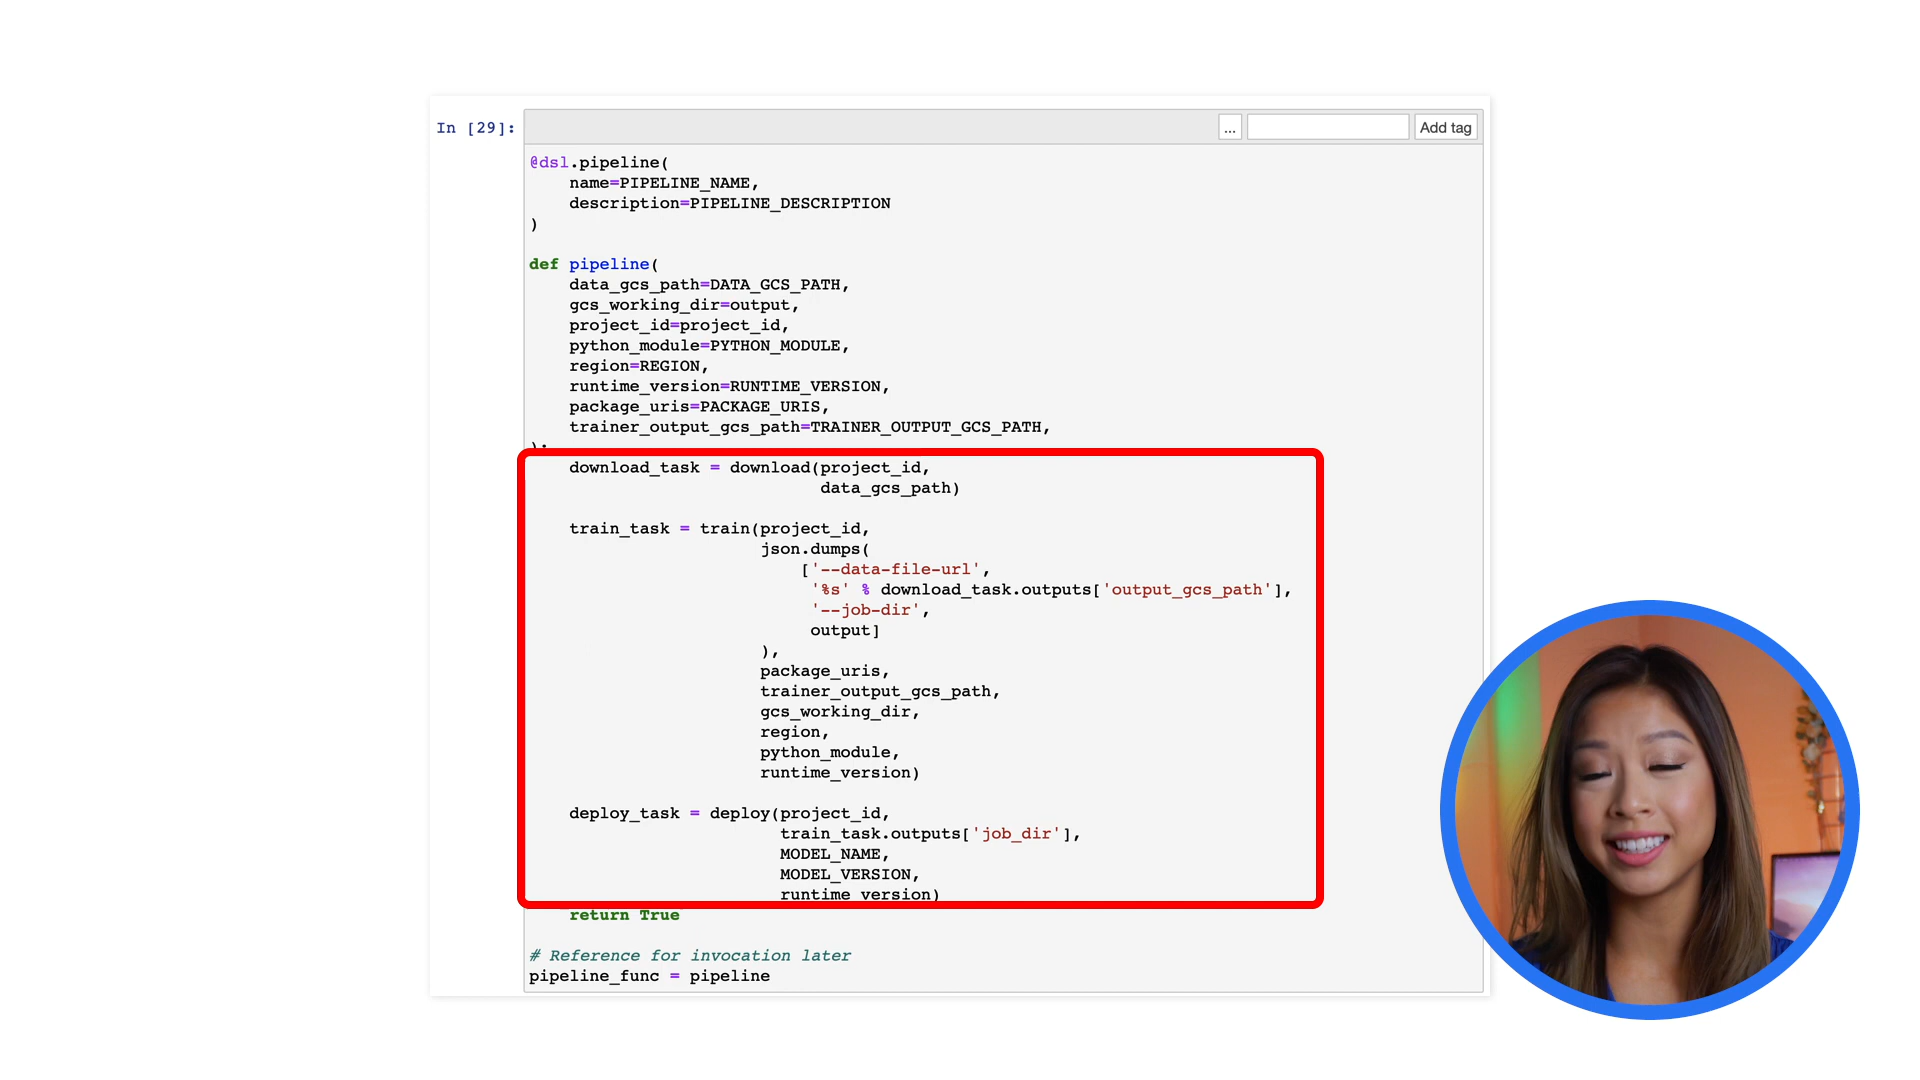 In [29]:
...
Add tag
@dsl.pipeline(
    name=PIPELINE_NAME,
    description=PIPELINE_DESCRIPTION
)
def pipeline(
    data_gcs_path=DATA_GCS_PATH,
    gcs_working_dir=output,
    project_id=project_id,
    python_module=PYTHON_MODULE,
    region=REGION,
    runtime_version=RUNTIME_VERSION,
    package_uris=PACKAGE_URIS,
    trainer_output_gcs_path=TRAINER_OUTPUT_GCS_PATH,
):
    download_task = download(project_id,
                             data_gcs_path)
    train_task = train(project_id,
                       json.dumps(
                           ['--data-file-url',
                            '%s' % download_task.outputs['output_gcs_path'],
                            '--job-dir',
                            output]
                       ),
                       package_uris,
                       trainer_output_gcs_path,
                       gcs_working_dir,
                       region,
                       python_module,
                       runtime_version)
    deploy_task = deploy(project_id,
                         train_task.outputs['job_dir'],
                         MODEL_NAME,
                         MODEL_VERSION,
                         runtime_version)
    return True
# Reference for invocation later
pipeline_func = pipeline